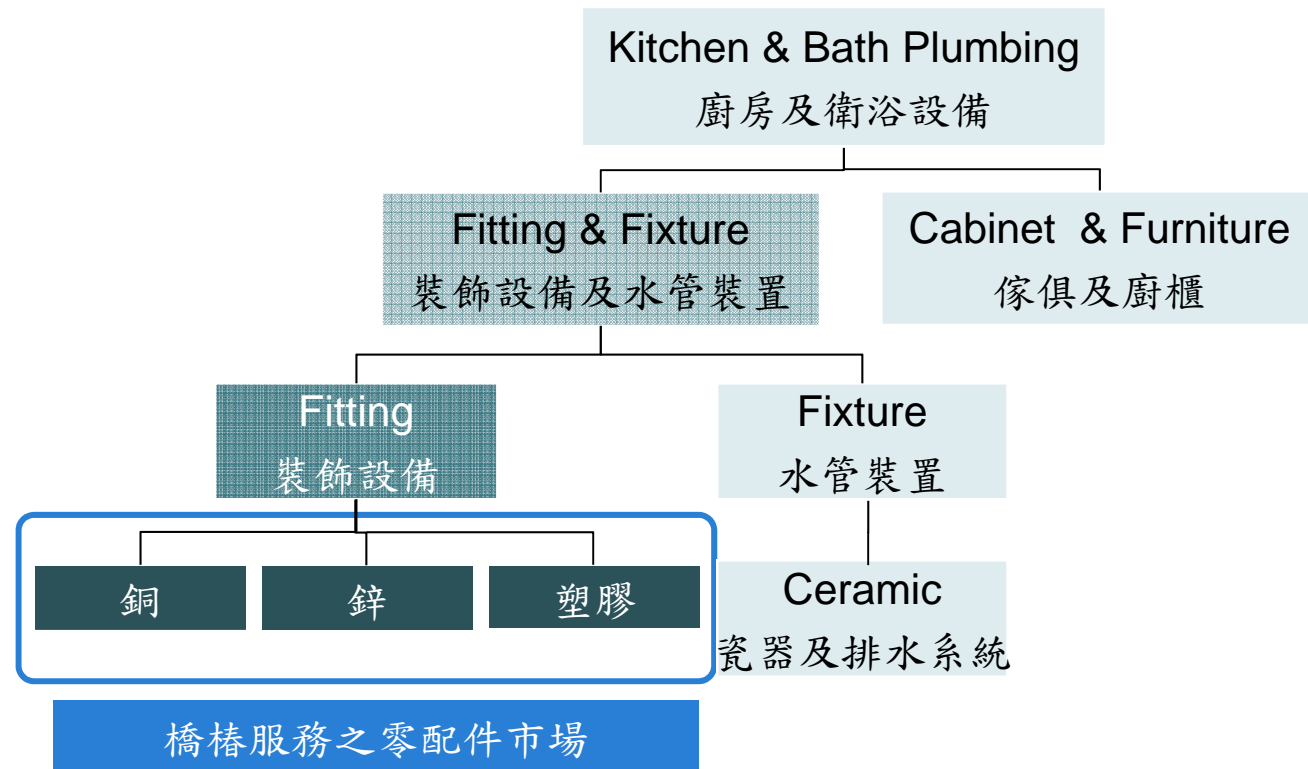 Kitchen & Bath Plumbing
廚房及衛浴設備
Fitting & Fixture
裝飾設備及水管裝置
Cabinet & Furniture
傢俱及廚櫃
Fitting
裝飾設備
Fixture
水管裝置
銅
鋅
塑膠
Ceramic
瓷器及排水系統
橋椿服務之零配件市場